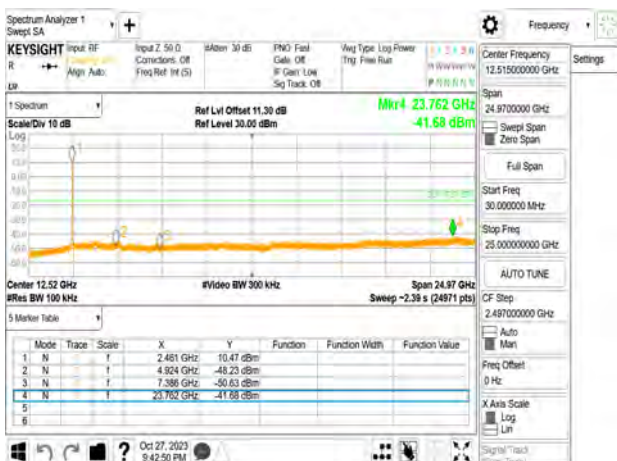 Spectrum Analyzer 1
Swept SA
+
Frequency
KEYSIGHT
Input: RF
Align: Auto
Input Z: 50 Ω
Corrections: Off
Freq Ref: Int (S)
#Atten: 30 dB
PNO: Fast
Gate: Off
IF Gain: Low
Sig Track: Off
Avg Type: Log-Power
Trig: Free Run
Center Frequency
12.515000000 GHz
Settings
Span
24.9700000 GHz
Swept Span
Zero Span
Full Span
Start Freq
30.000000 MHz
Stop Freq
25.000000000 GHz
AUTO TUNE
CF Step
2.497000000 GHz
Auto
Man
Freq Offset
0 Hz
X Axis Scale
Log
Lin
Signal Track
1 Spectrum
Scale/Div 10 dB
Ref Lvl Offset 11.30 dB
Ref Level 30.00 dBm
Mkr4 23.762 GHz
-41.68 dBm
Log
Center 12.52 GHz
#Res BW 100 kHz
#Video BW 300 kHz
Span 24.97 GHz
Sweep ~2.39 s (24971 pts)
5 Marker Table
Mode Trace Scale X Y Function Function Width Function Value
1 N f 2.461 GHz 10.47 dBm
2 N f 4.924 GHz -48.23 dBm
3 N f 7.386 GHz -50.63 dBm
4 N f 23.762 GHz -41.68 dBm
5
6
?
Oct 27, 2023
9:42:50 PM